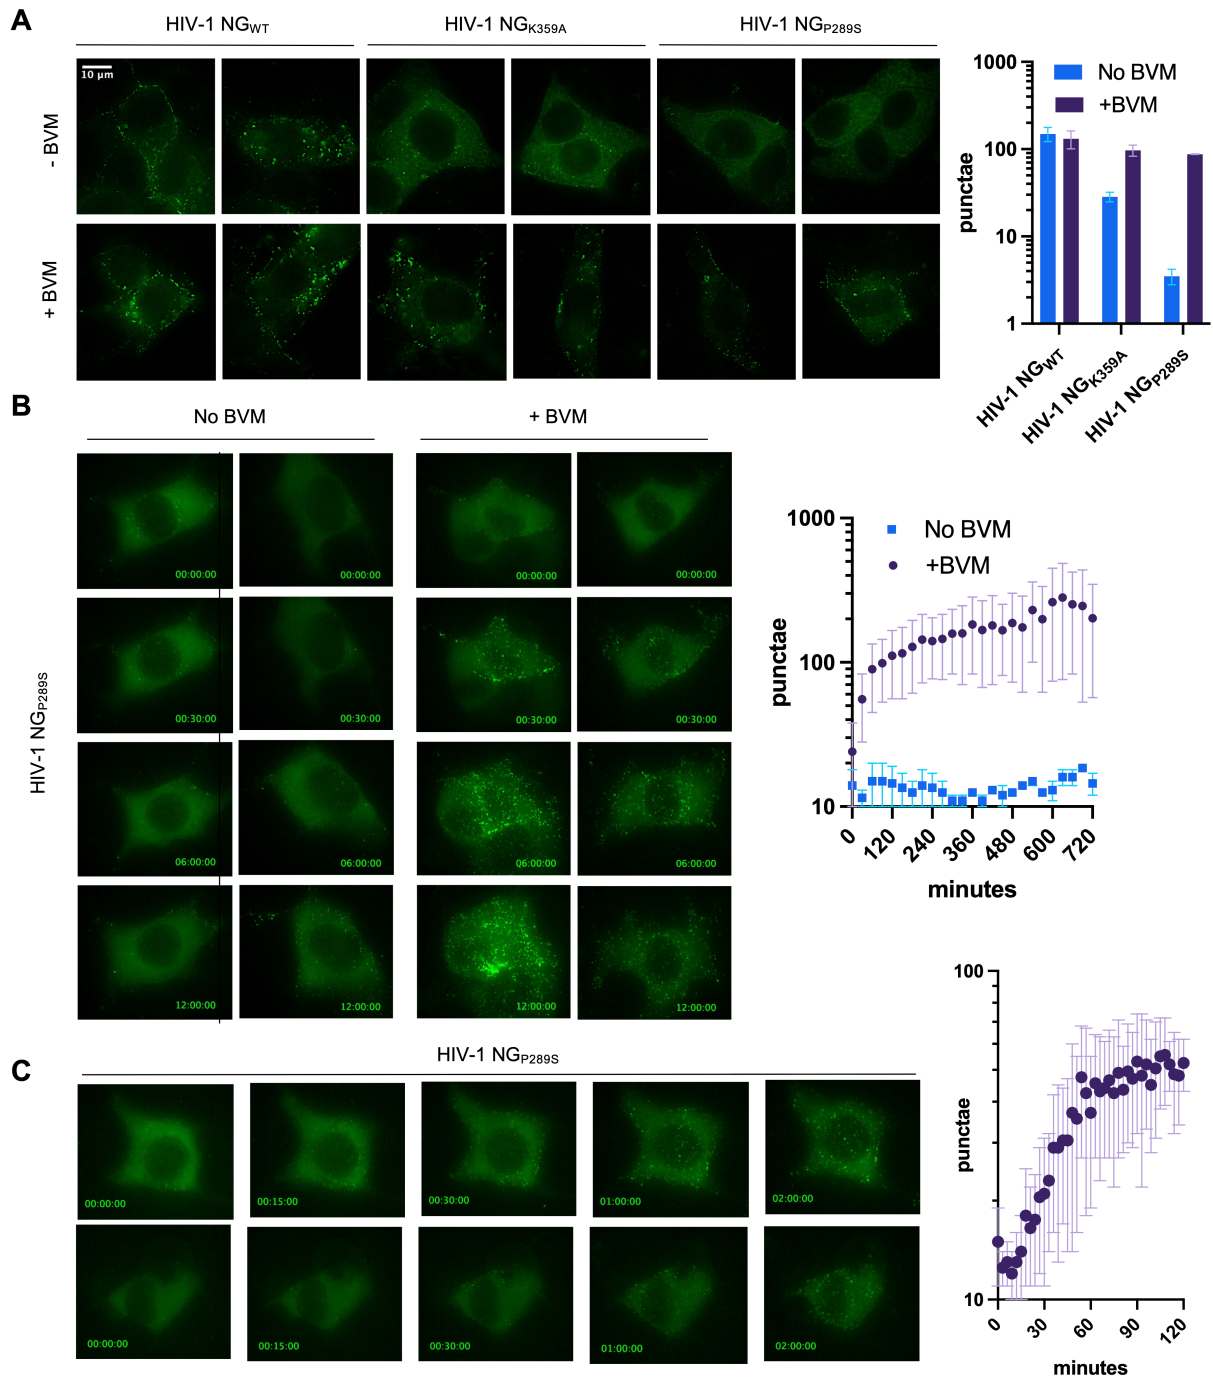 A
HIV-1 NGWT
HIV-1 NGK359A
HIV-1 NGP289S
10 µm
- BVM
+ BVM
1000
100
10
1
punctae
No BVM
+BVM
HIV-1 NGWT
HIV-1 NGK359A
HIV-1 NGP289S
B
No BVM
+ BVM
HIV-1 NGP289S
00:00:00
00:00:00
00:00:00
00:00:00
00:30:00
00:30:00
00:30:00
00:30:00
06:00:00
06:00:00
06:00:00
06:00:00
12:00:00
12:00:00
12:00:00
12:00:00
1000
100
10
punctae
No BVM
+BVM
0
120
240
360
480
600
720
minutes
C
HIV-1 NGP289S
00:00:00
00:15:00
00:30:00
01:00:00
02:00:00
00:00:00
00:15:00
00:30:00
01:00:00
02:00:00
100
10
punctae
0
30
60
90
120
minutes